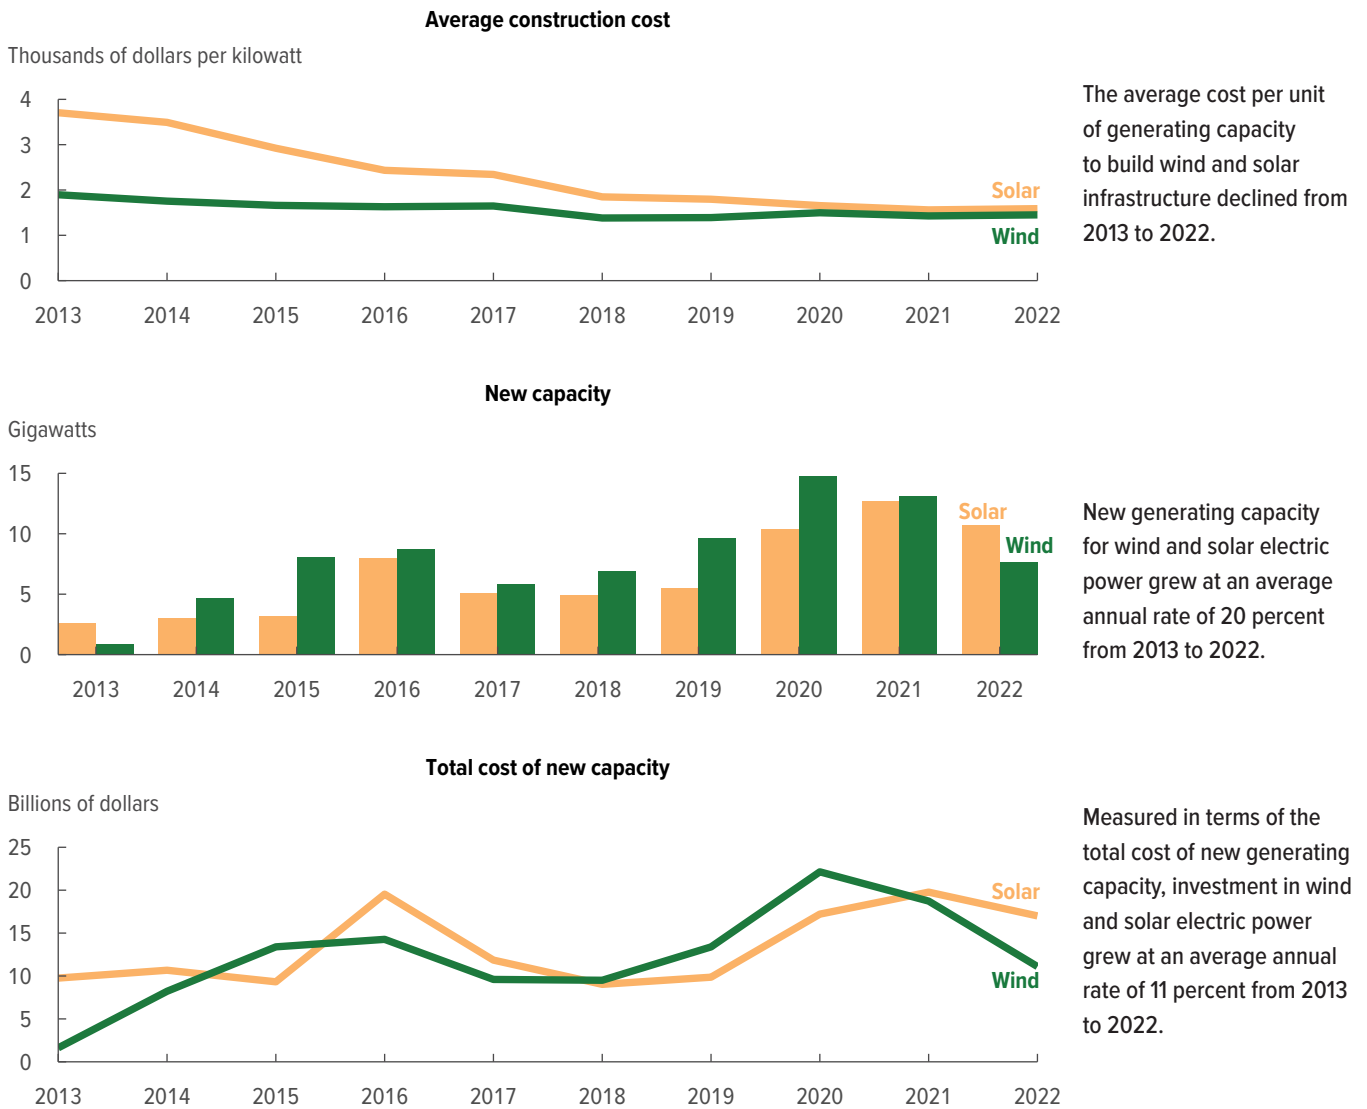 Average construction cost
Thousands of dollars per kilowatt
4
3
2
1
0
Solar
Wind
2013 2014 2015 2016 2017 2018 2019 2020 2021 2022
The average cost per unit
of generating capacity
to build wind and solar
infrastructure declined from
2013 to 2022.
New capacity
Gigawatts
15
10
5
0
Solar
Wind
2013 2014 2015 2016 2017 2018 2019 2020 2021 2022
New generating capacity
for wind and solar electric
power grew at an average
annual rate of 20 percent
from 2013 to 2022.
Total cost of new capacity
Billions of dollars
25
20
15
10
5
0
Solar
Wind
2013 2014 2015 2016 2017 2018 2019 2020 2021 2022
Measured in terms of the
total cost of new generating
capacity, investment in wind
and solar electric power
grew at an average annual
rate of 11 percent from 2013
to 2022.